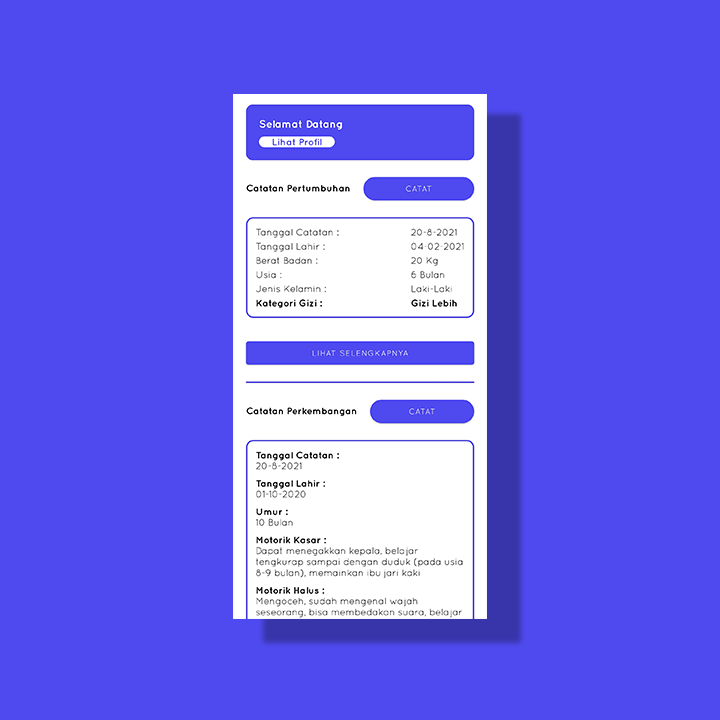 Selamat Datang
Lihat Profil
Catatan Pertumbuhan
CATAT
Tanggal Catatan : 20-8-2021
Tanggal Lahir : 04-02-2021
Berat Badan : 20 Kg
Usia : 6 Bulan
Jenis Kelamin : Laki-Laki
Kategori Gizi : Gizi Lebih
LIHAT SELENGKAPNYA
Catatan Perkembangan
CATAT
Tanggal Catatan :
20-8-2021
Tanggal Lahir :
01-10-2020
Umur :
10 Bulan
Motorik Kasar :
Dapat menegakkan kepala, belajar
tengkurap sampai dengan duduk (pada usia
8-9 bulan), memainkan ibu jari kaki
Motorik Halus :
Mengoceh, sudah mengenal wajah
seseorang, bisa membedakan suara, belajar